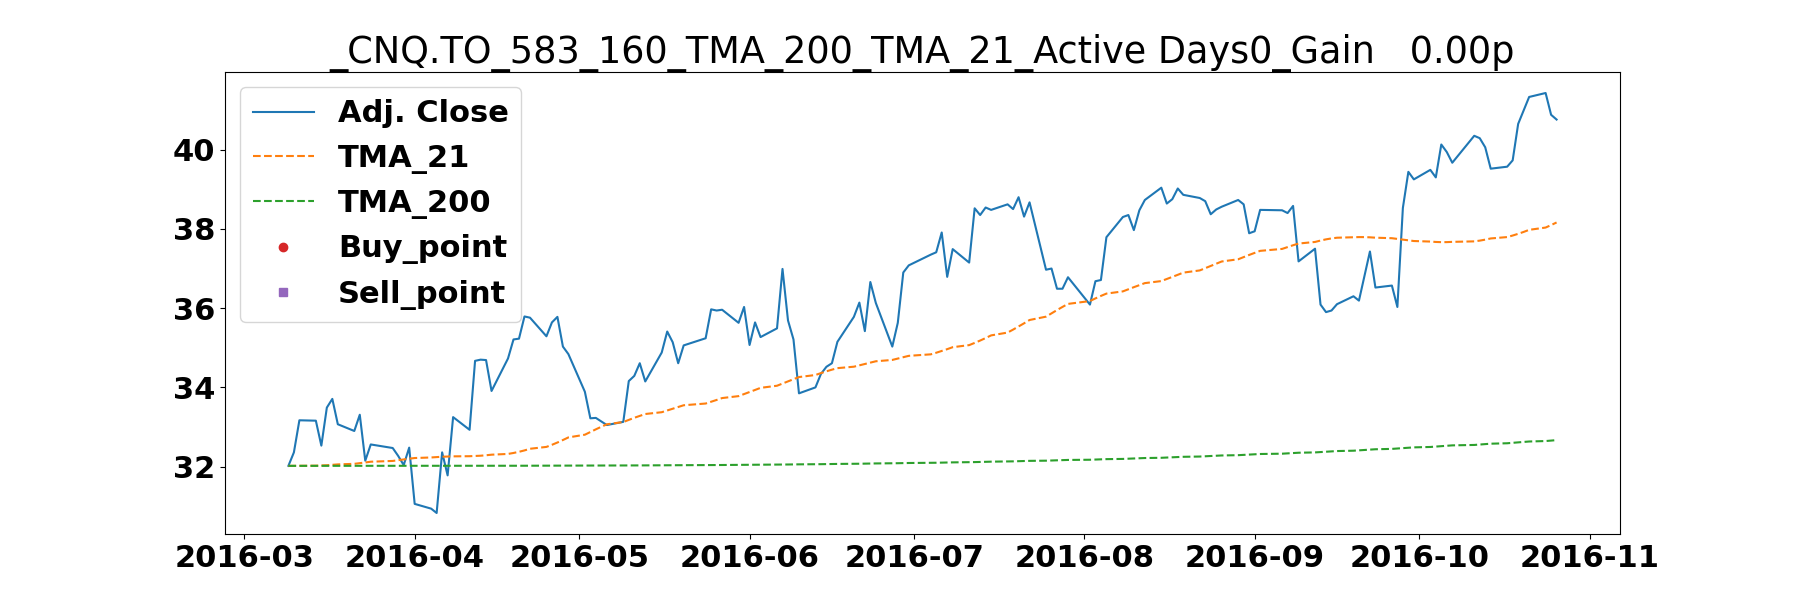 _CNQ.TO_583_160_TMA_200_TMA_21_Active Days0_Gain   0.00p
Adj. Close
TMA_21
TMA_200
Buy_point
Sell_point
40
38
36
34
32
2016-03 2016-04 2016-05 2016-06 2016-07 2016-08 2016-09 2016-10 2016-11